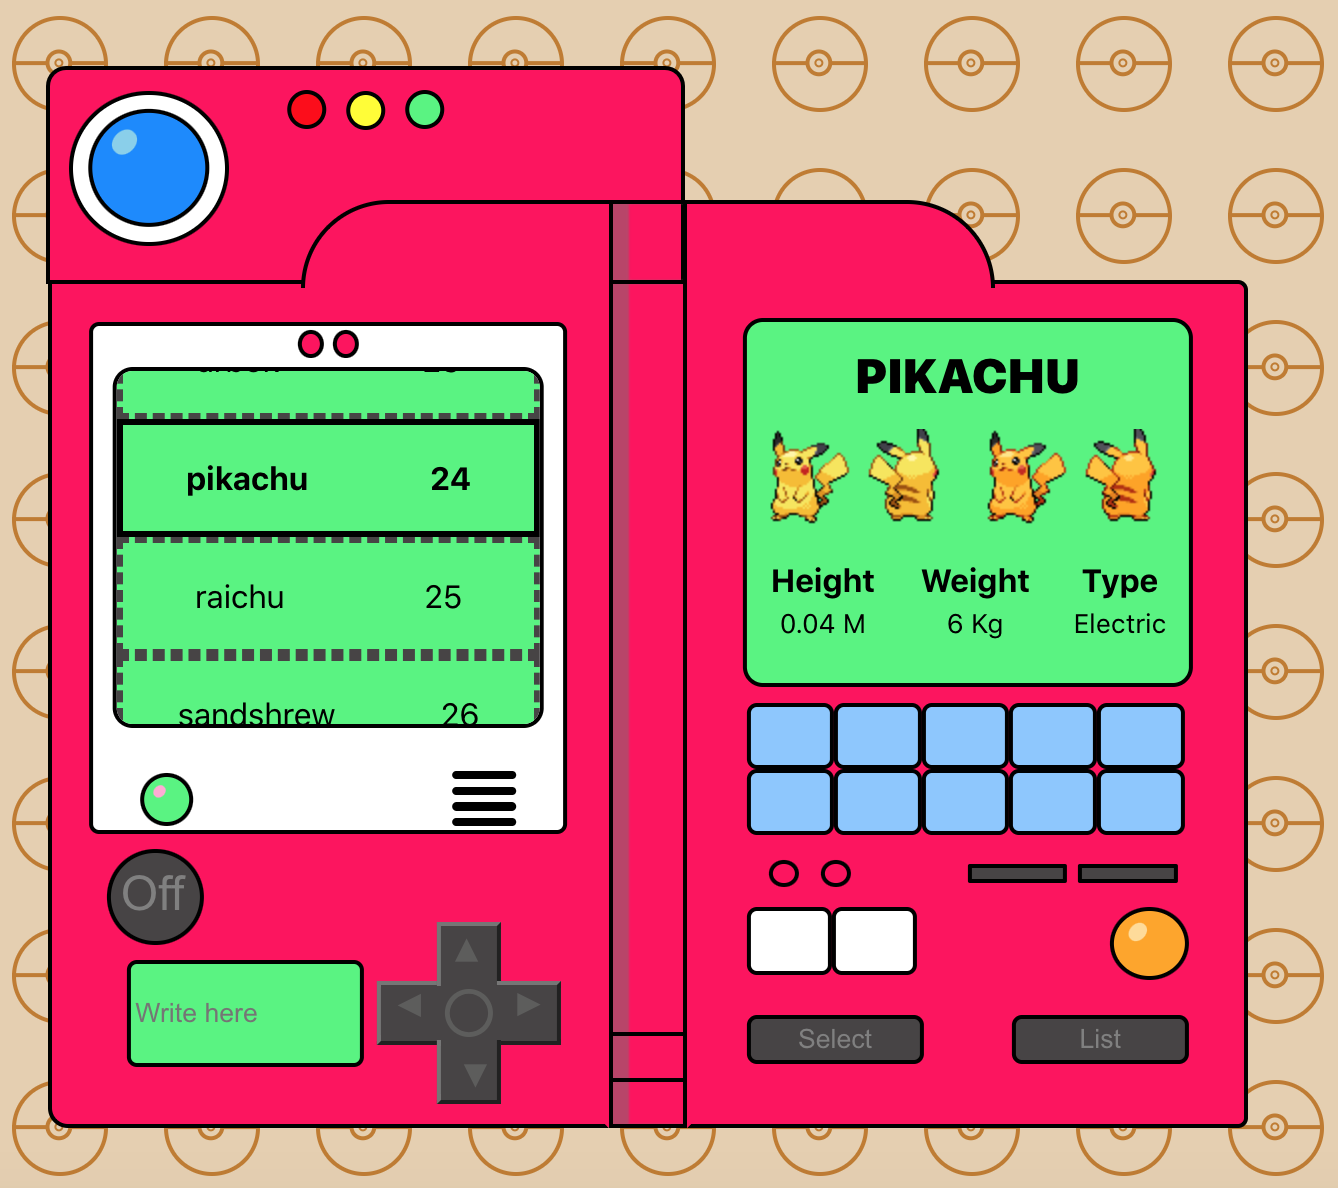 pikachu 24
raichu 25
sandshrew 26
Off
Write here
PIKACHU
Height Weight Type
0.04 M 6 Kg Electric
Select List